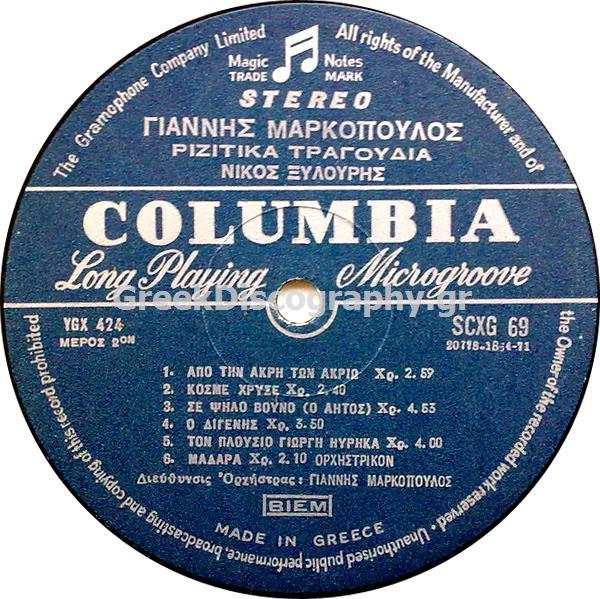 The Gramophone Company Limited
All rights of the Manufacturer and of
the Owner of the recorded work reserved · Unauthorised public performance, broadcasting and copying of this record prohibited
Magic Notes
TRADE MARK
STEREO
ΓΙΑΝΝΗΣ ΜΑΡΚΟΠΟΥΛΟΣ
ΡΙΖΙΤΙΚΑ ΤΡΑΓΟΥΔΙΑ
ΝΙΚΟΣ ΞΥΛΟΥΡΗΣ
COLUMBIA
Long Playing Microgroove
GreekDiscography.gr
YGX 424 SCXG 69
ΜΕΡΟΣ 2ΟΝ
1. ΑΠΟ ΤΗΝ ΑΚΡΗ ΤΩΝ ΑΚΡΙΩ Χρ. 2.59
2. ΚΟΣΜΕ ΧΡΥΣΕ Χρ. 2.40
3. ΣΕ ΨΗΛΟ ΒΟΥΝΟ (Ο ΑΗΤΟΣ) Χρ. 4.53
4. Ο ΔΙΓΕΝΗΣ Χρ. 3.50
5. ΤΟΝ ΠΛΟΥΣΙΟ ΓΙΩΡΓΗ ΗΥΡΗΚΑ Χρ. 4.00
6. ΜΑΔΑΡΑ Χρ. 2.10 ΟΡΧΗΣΤΡΙΚΟΝ
Διεύθυνσις Ὀρχήστρας: ΓΙΑΝΝΗΣ ΜΑΡΚΟΠΟΥΛΟΣ
BIEM
MADE IN GREECE